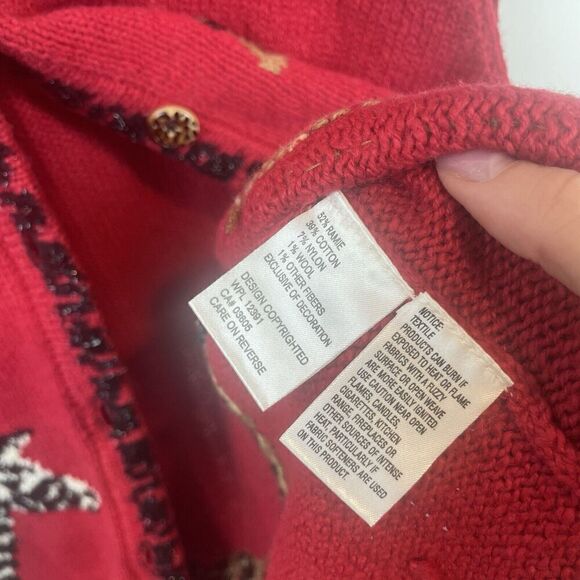 52% RAMIE
39% COTTON
7% NYLON
1% WOOL
1% OTHER FIBERS
EXCLUSIVE OF DECORATION
DESIGN COPYRIGHTED
WPL 12391
CA# 03605
CARE ON REVERSE
NOTICE:
TEXTILE
PRODUCTS CAN BURN IF
EXPOSED TO HEAT OR FLAME
FABRICS WITH A FUZZY
SURFACE OR OPEN WEAVE
ARE MORE EASILY IGNITED
USE CAUTION NEAR OPEN
FLAMES, CANDLES,
CIGARETTES, KITCHEN
RANGE, FIREPLACES OR
OTHER SOURCES OF INTENSE
HEAT, PARTICULARLY IF
FABRIC SOFTENERS ARE USED
ON THIS PRODUCT.